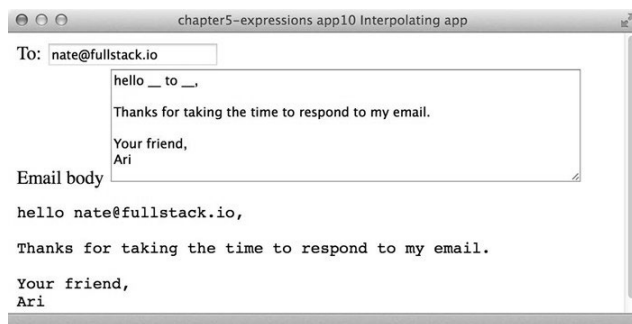 chapter5-expressions app10 Interpolating app
To: nate@fullstack.io
hello __ to __,
Thanks for taking the time to respond to my email.
Your friend,
Ari
Email body
hello nate@fullstack.io,
Thanks for taking the time to respond to my email.
Your friend,
Ari